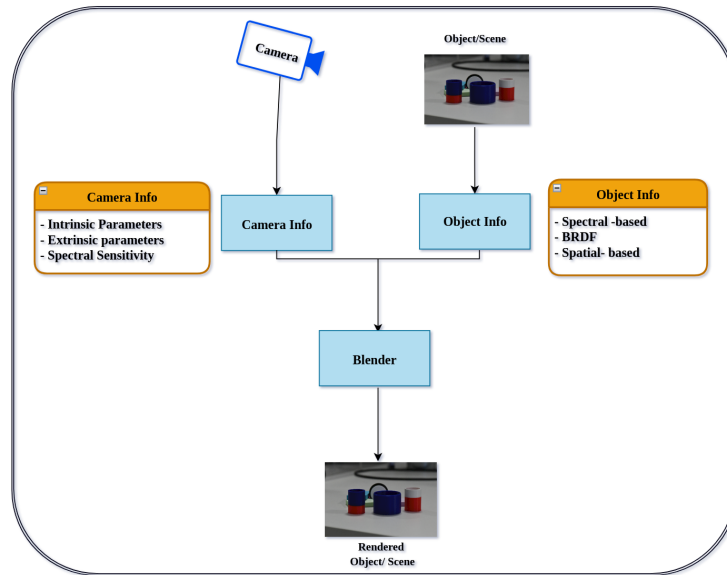 Camera
Object/Scene
Camera Info
- Intrinsic Parameters
- Extrinsic parameters
- Spectral Sensitivity
Camera Info
Object Info
Object Info
- Spectral -based
- BRDF
- Spatial- based
Blender
Rendered
Object/ Scene